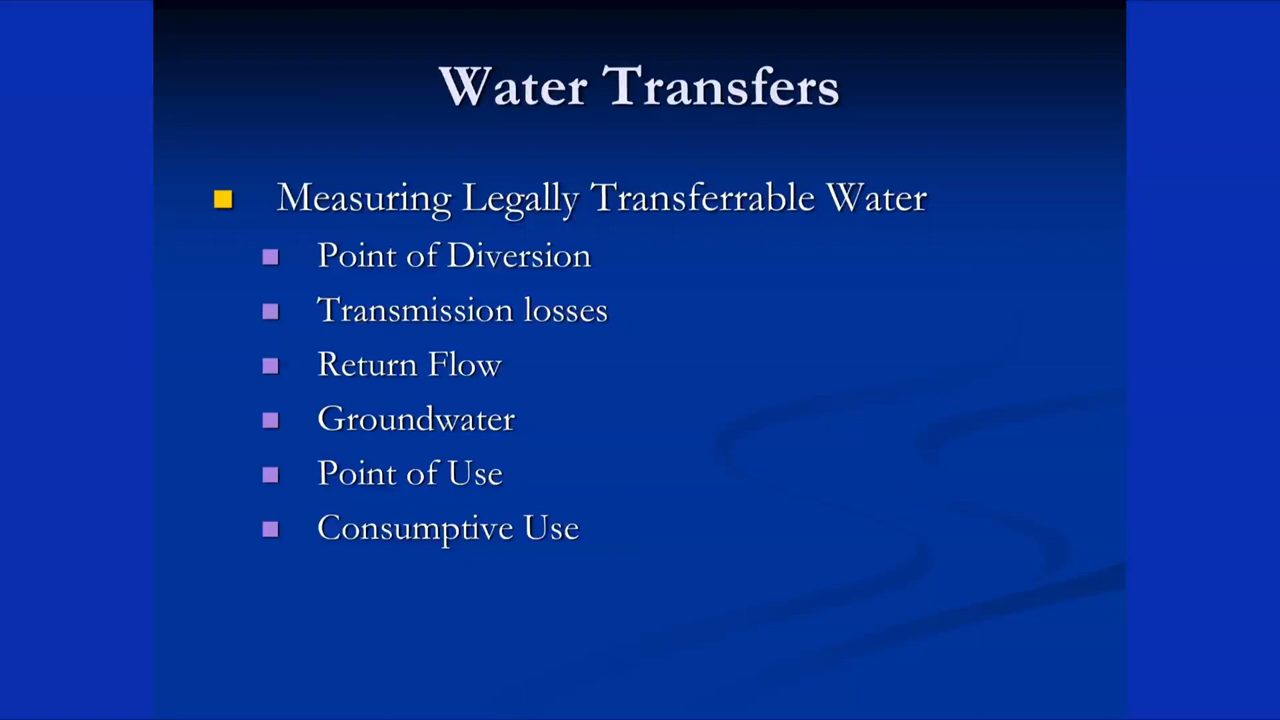 Water Transfers
Measuring Legally Transferrable Water
Point of Diversion
Transmission losses
Return Flow
Groundwater
Point of Use
Consumptive Use